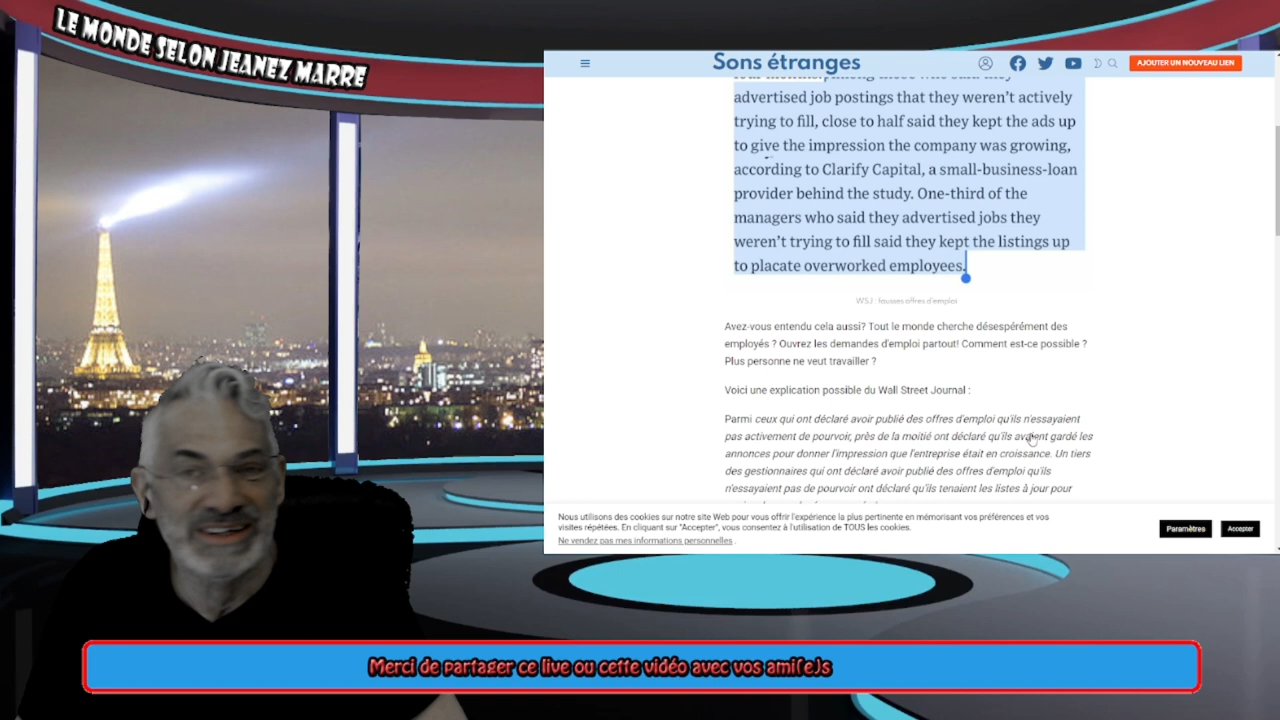 LE MONDE SELON JEANEZ MARRE
Sons étranges
AJOUTER UN NOUVEAU LIEN
advertised job postings that they weren't actively
trying to fill, close to half said they kept the ads up
to give the impression the company was growing,
according to Clarify Capital, a small-business-loan
provider behind the study. One-third of the
managers who said they advertised jobs they
weren't trying to fill said they kept the listings up
to placate overworked employees.
WSJ : fausses offres d'emploi
Avez-vous entendu cela aussi? Tout le monde cherche désespérément des
employés ? Ouvrez les demandes d'emploi partout! Comment est-ce possible ?
Plus personne ne veut travailler ?
Voici une explication possible du Wall Street Journal :
Parmi ceux qui ont déclaré avoir publié des offres d'emploi qu'ils n'essayaient
pas activement de pourvoir, près de la moitié ont déclaré qu'ils avaient gardé les
annonces pour donner l'impression que l'entreprise était en croissance. Un tiers
des gestionnaires qui ont déclaré avoir publié des offres d'emploi qu'ils
n'essayaient pas de pourvoir ont déclaré qu'ils tenaient les listes à jour pour
Nous utilisons des cookies sur notre site Web pour vous offrir l'expérience la plus pertinente en mémorisant vos préférences et vos
visites répétées. En cliquant sur "Accepter", vous consentez à l'utilisation de TOUS les cookies.
Ne vendez pas mes informations personnelles .
Paramètres
Accepter
Merci de partager ce live ou cette vidéo avec vos ami(e)s